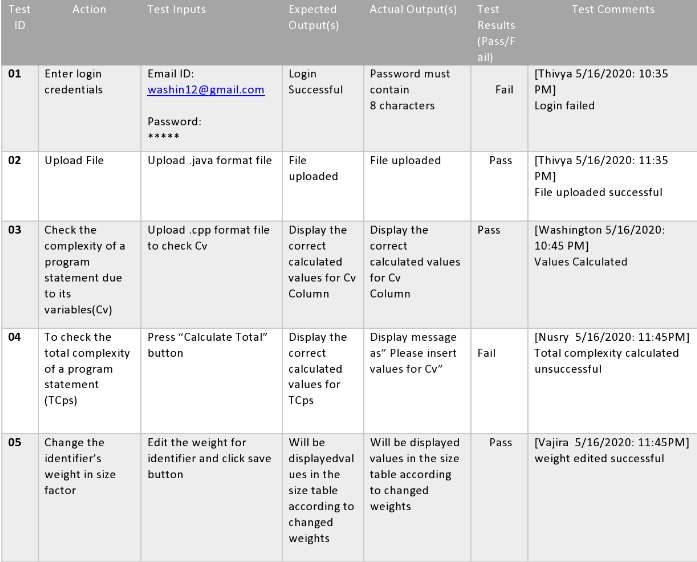 Test ID
Action
Test Inputs
Expected Output(s)
Actual Output(s)
Test Results (Pass/F ail)
Test Comments
01
Enter login
credentials
Email ID:
washin12@gmail.com
Password:
*****
Login
Successful
Password must
contain
8 characters
Fail
[Thivya 5/16/2020: 10:35
PM]
Login failed
02
Upload File
Upload .java format file
File
uploaded
File uploaded
Pass
[Thivya 5/16/2020: 11:35
PM]
File uploaded successful
03
Check the
complexity of a
program
statement due
to its
variables(Cv)
Upload .cpp format file
to check Cv
Display the
correct
calculated
values for Cv
Column
Display the
correct
calculated values
for Cv
Column
Pass
[Washington 5/16/2020:
10:45 PM]
Values Calculated
04
To check the
total complexity
of a program
statement
(TCps)
Press “Calculate Total”
button
Display the
correct
calculated
values for
TCps
Display message
as” Please insert
values for Cv”
Fail
[Nusry 5/16/2020: 11:45PM]
Total complexity calculated
unsuccessful
05
Change the
identifier's
weight in size
factor
Edit the weight for
identifier and click save
button
Will be
displayedval
ues in the
size table
according to
changed
weights
Will be displayed
values in the size
table according
to changed
weights
Pass
[Vajira 5/16/2020: 11:45PM]
weight edited successful